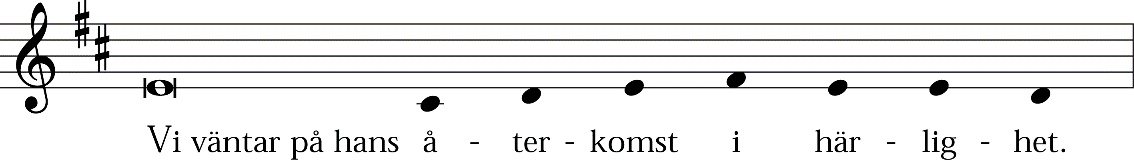 Vi väntar på hans å - ter - komst i här - lig - het.